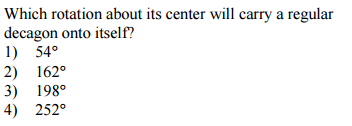 Which rotation about its center will carry a regular
decagon onto itself?
1) 54°
2) 162°
3) 198°
4) 252°